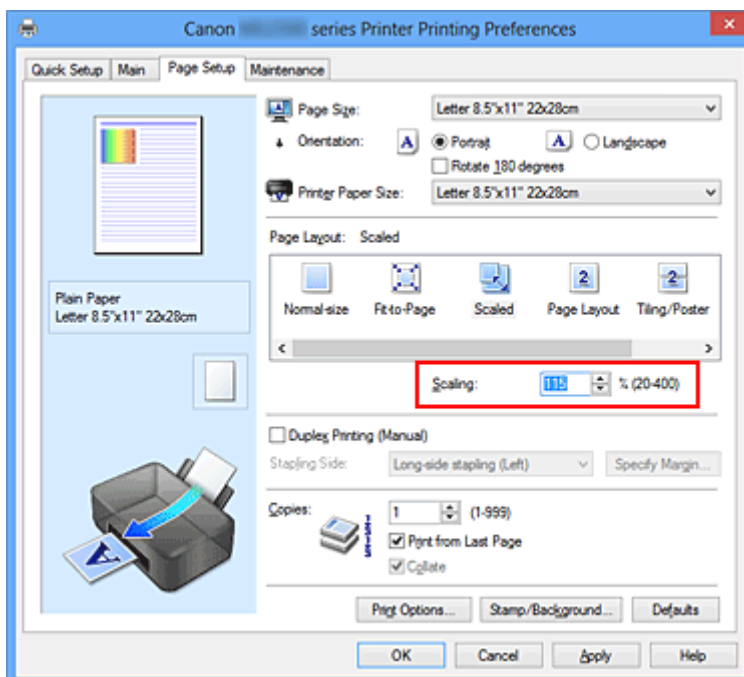 Canon series Printer Printing Preferences
Quick Setup Main Page Setup Maintenance
Page Size: Letter 8.5"x11" 22x28cm
Orientation: A Portrait A Landscape
Rotate 180 degrees
Printer Paper Size: Letter 8.5"x11" 22x28cm
Page Layout: Scaled
Normal-size Fit-to-Page Scaled Page Layout Tiling/Poster
Plain Paper
Letter 8.5"x11" 22x28cm
Scaling: 115 % (20-400)
Duplex Printing (Manual)
Stapling Side: Long-side stapling (Left) Specify Margin...
Copies: 1 (1-999)
Print from Last Page
Collate
Print Options... Stamp/Background... Defaults
OK Cancel Apply Help